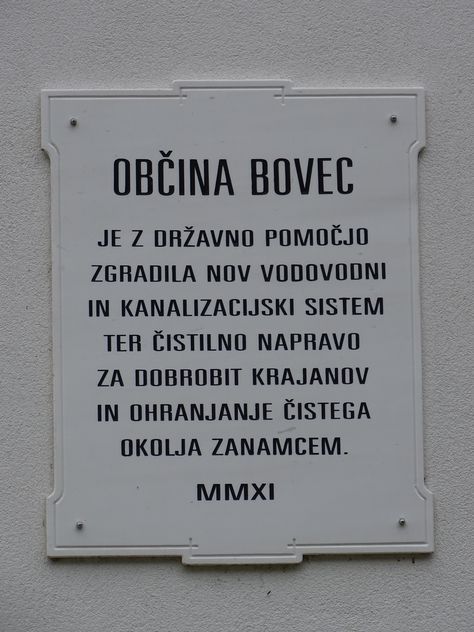 OBČINA BOVEC
JE Z DRŽAVNO POMOČJO
ZGRADILA NOV VODOVODNI
IN KANALIZACIJSKI SISTEM
TER ČISTILNO NAPRAVO
ZA DOBROBIT KRAJANOV
IN OHRANJANJE ČISTEGA
OKOLJA ZANAMCEM.
MMXI